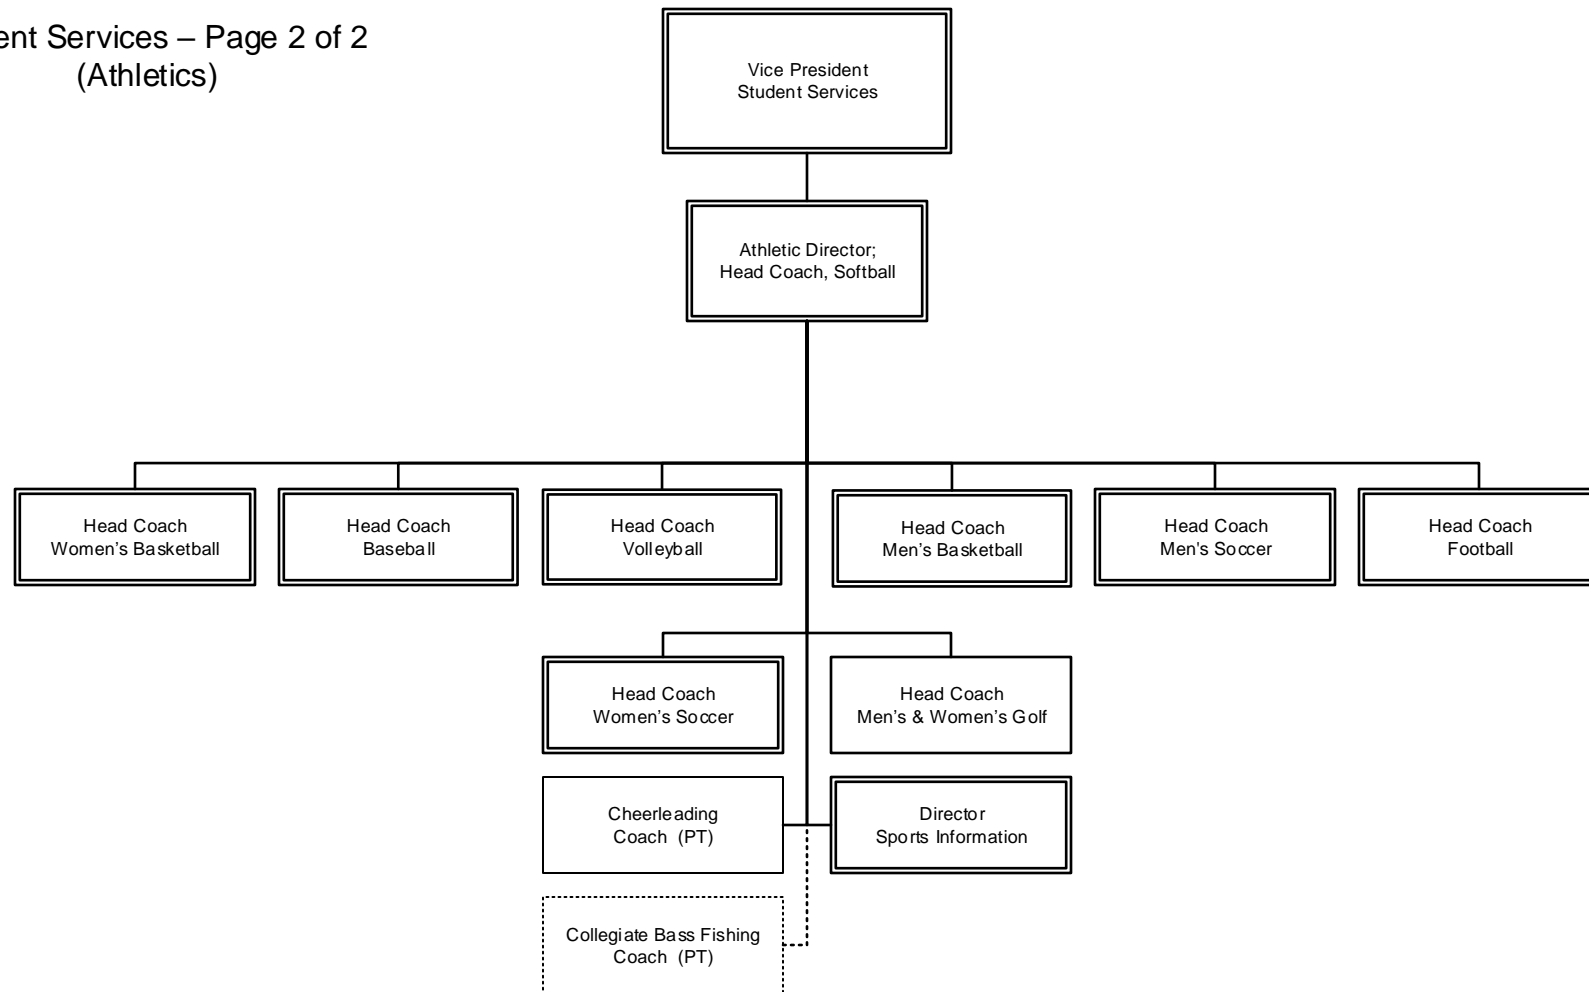 ent Services – Page 2 of 2
(Athletics)
Vice President
Student Services
Athletic Director;
Head Coach, Softball
Head Coach
Women’s Basketball
Head Coach
Baseball
Head Coach
Volleyball
Head Coach
Men’s Basketball
Head Coach
Men's Soccer
Head Coach
Football
Head Coach
Women’s Soccer
Head Coach
Men’s & Women’s Golf
Cheerleading
Coach (PT)
Director
Sports Information
Collegiate Bass Fishing
Coach (PT)